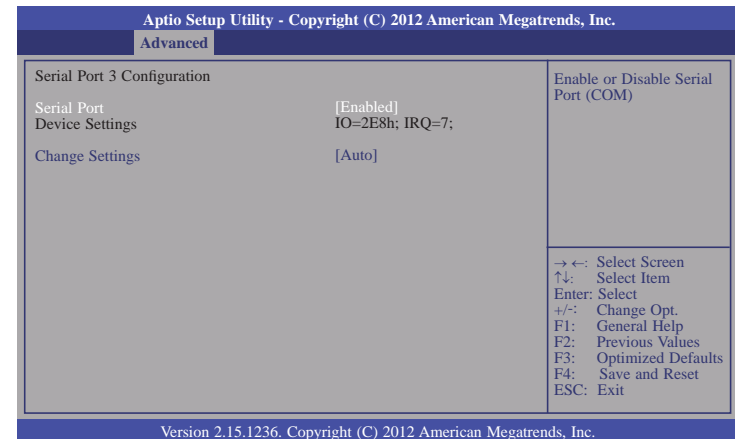 Aptio Setup Utility - Copyright (C) 2012 American Megatrends, Inc.
Advanced
Serial Port 3 Configuration
Serial Port [Enabled]
Device Settings IO=2E8h; IRQ=7;
Change Settings [Auto]
Enable or Disable Serial
Port (COM)
→ ←: Select Screen
↑↓: Select Item
Enter: Select
+/-: Change Opt.
F1: General Help
F2: Previous Values
F3: Optimized Defaults
F4: Save and Reset
ESC: Exit
Version 2.15.1236. Copyright (C) 2012 American Megatrends, Inc.